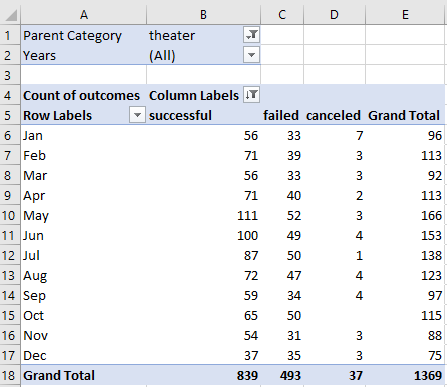 A B C D E
1 Parent Category theater
2 Years (All)
3
4 Count of outcomes Column Labels
5 Row Labels successful failed canceled Grand Total
6 Jan 56 33 7 96
7 Feb 71 39 3 113
8 Mar 56 33 3 92
9 Apr 71 40 2 113
10 May 111 52 3 166
11 Jun 100 49 4 153
12 Jul 87 50 1 138
13 Aug 72 47 4 123
14 Sep 59 34 4 97
15 Oct 65 50 115
16 Nov 54 31 3 88
17 Dec 37 35 3 75
18 Grand Total 839 493 37 1369